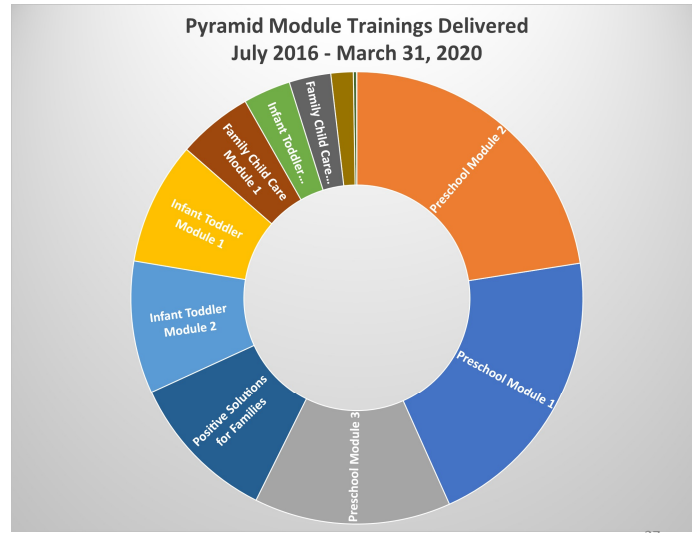 Pyramid Module Trainings Delivered
July 2016 - March 31, 2020
Preschool Module 2
Preschool Module 1
Preschool Module 3
Positive Solutions
for Families
Infant Toddler
Module 2
Infant Toddler
Module 1
Family Child Care
Module 1
Infant Toddler...
Family Child Care...